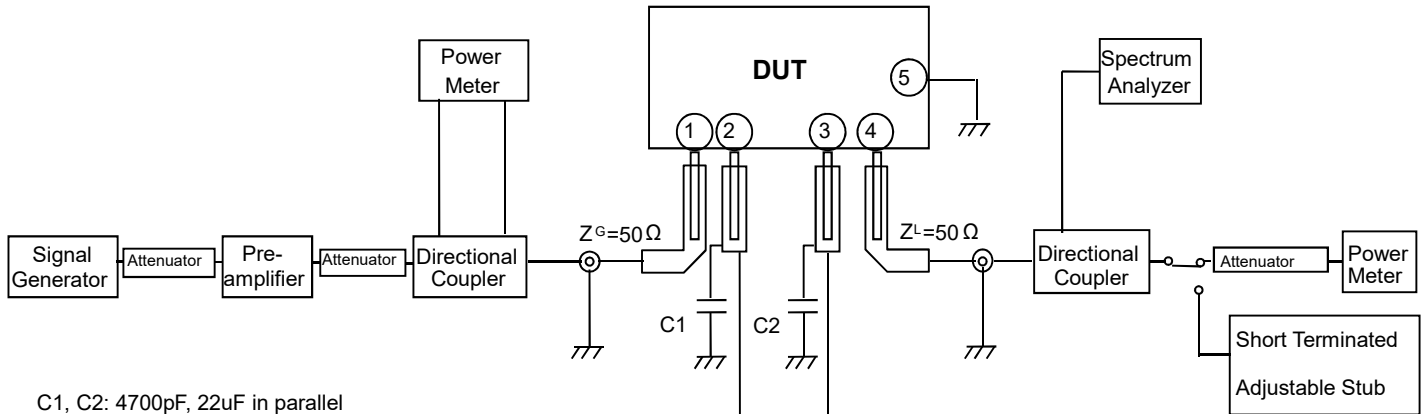 Power
Meter
DUT
5
Spectrum
Analyzer
1
2
3
4
Signal
Generator
Attenuator
Pre-
amplifier
Attenuator
Directional
Coupler
ZG=50Ω
ZL=50Ω
Directional
Coupler
Attenuator
Power
Meter
C1
C2
Short Terminated
Adjustable Stub
C1, C2: 4700pF, 22uF in parallel